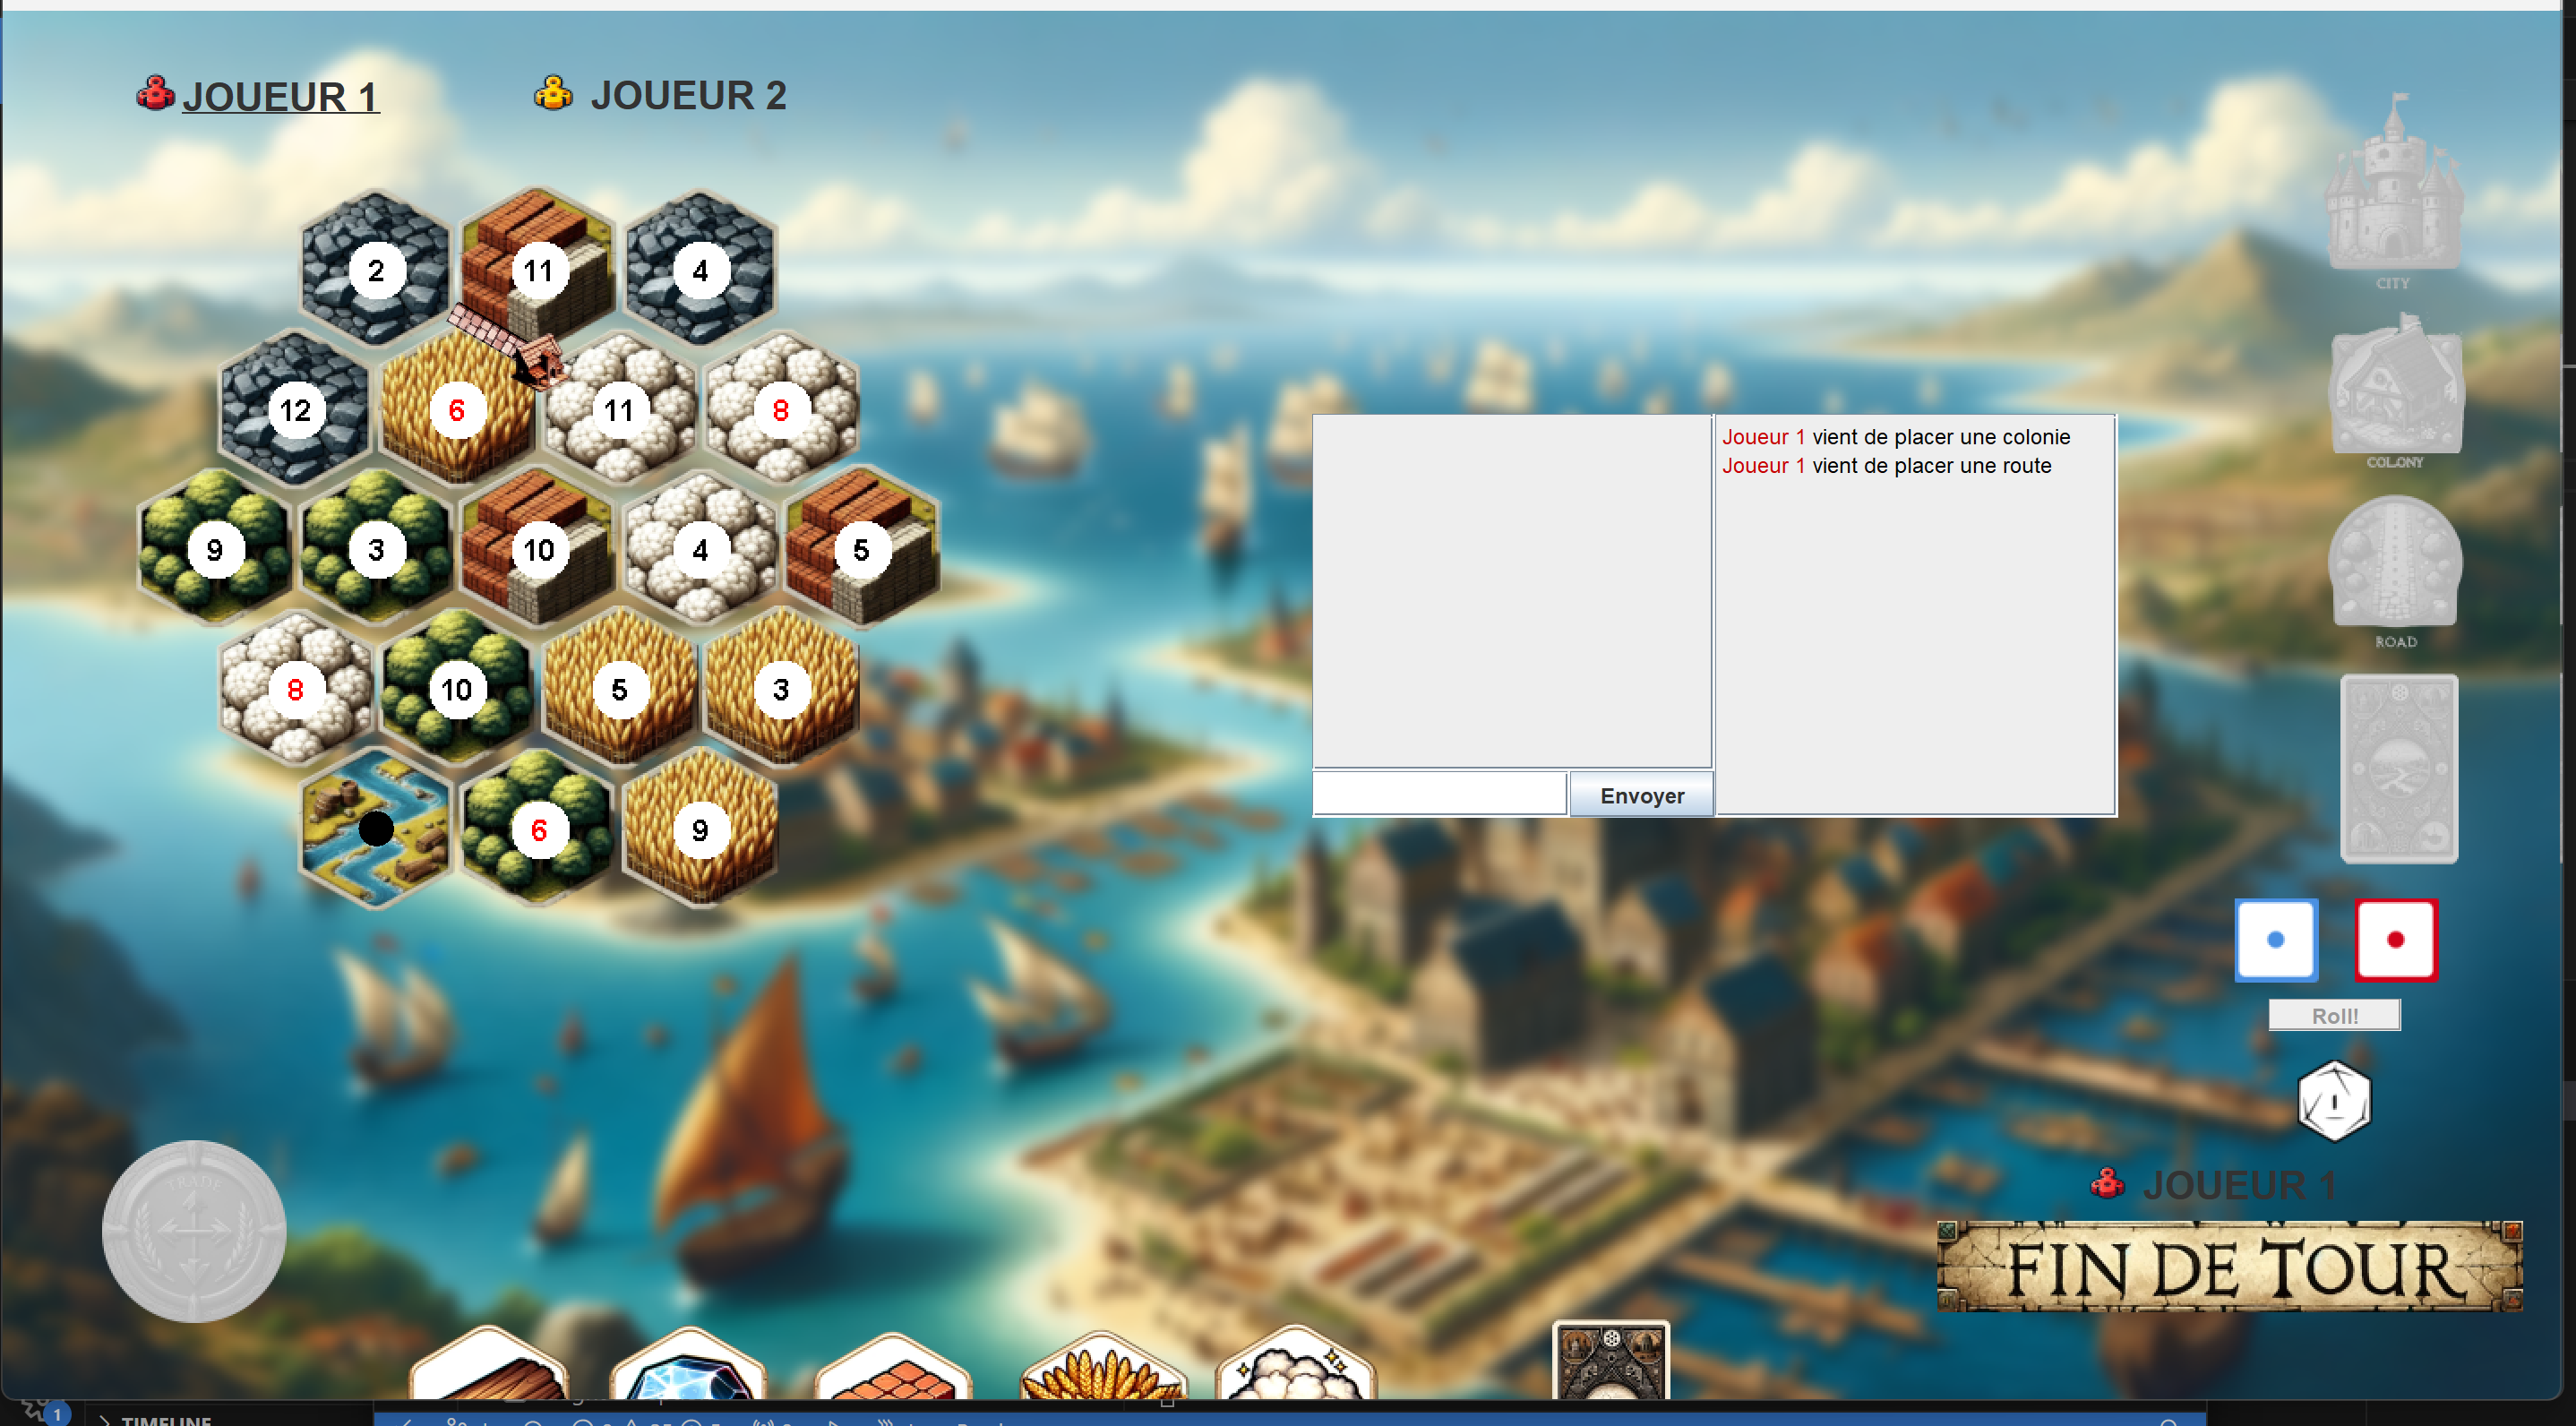 JOUEUR 1
JOUEUR 2
CITY
2
11
4
12
6
11
8
COLONY
Joueur 1 vient de placer une colonie
Joueur 1 vient de placer une route
9
3
10
4
5
ROAD
8
10
5
3
Envoyer
6
9
Roll!
TRADE
JOUEUR 1
FIN DE TOUR
1
TIMELINE